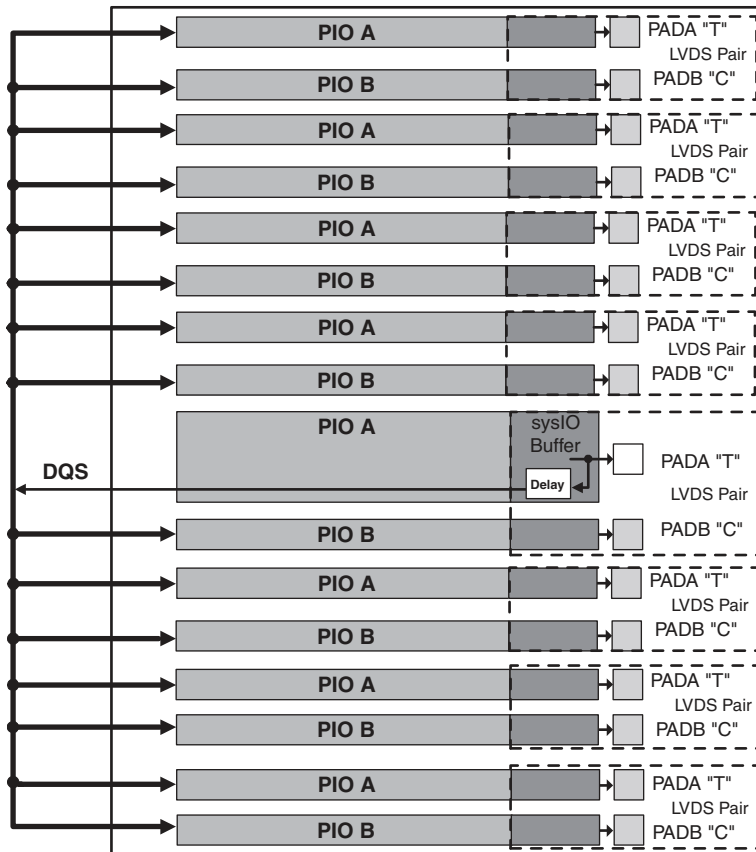 PIO A
PADA "T"
LVDS Pair
PIO B
PADB "C"
PIO A
PADA "T"
LVDS Pair
PIO B
PADB "C"
PIO A
PADA "T"
LVDS Pair
PIO B
PADB "C"
PIO A
PADA "T"
LVDS Pair
PIO B
PADB "C"
PIO A
sysIO
Buffer
PADA "T"
DQS
Delay
LVDS Pair
PIO B
PADB "C"
PIO A
PADA "T"
LVDS Pair
PIO B
PADB "C"
PIO A
PADA "T"
LVDS Pair
PIO B
PADB "C"
PIO A
PADA "T"
LVDS Pair
PIO B
PADB "C"